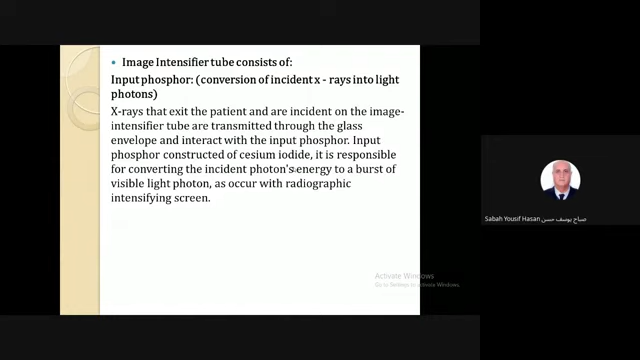 Image Intensifier tube consists of:
Input phosphor: (conversion of incident x - rays into light
photons)
X-rays that exit the patient and are incident on the image-
intensifier tube are transmitted through the glass
envelope and interact with the input phosphor. Input
phosphor constructed of cesium iodide, it is responsible
for converting the incident photon's energy to a burst of
visible light photon, as occur with radiographic
intensifying screen.
Sabah Yousif Hasan صباح يوسف حسن
Activate Windows
Go to Settings to activate Windows.